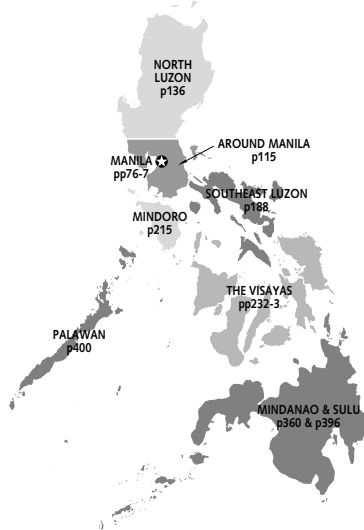 NORTH
LUZON
p136
AROUND MANILA
p115
MANILA
pp76-7
SOUTHEAST LUZON
p188
MINDORO
p215
THE VISAYAS
pp232-3
PALAWAN
p400
MINDANAO & SULU
p360 & p396